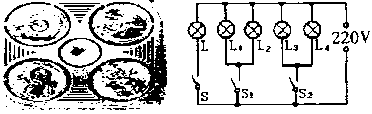 L L₁ L₂ L₃ L₄ 220V
S S₁ S₂